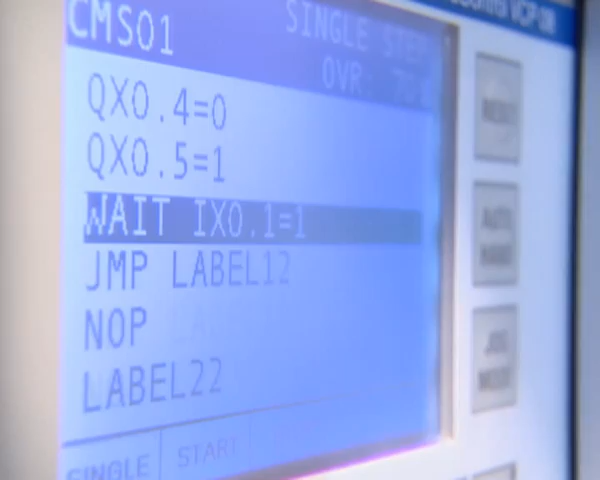 CMS01
SINGLE STEP
OVR: 70%
QX0.4=0
QX0.5=1
WAIT IX0.1=1
JMP LABEL12
NOP
LABEL22
SINGLE
START